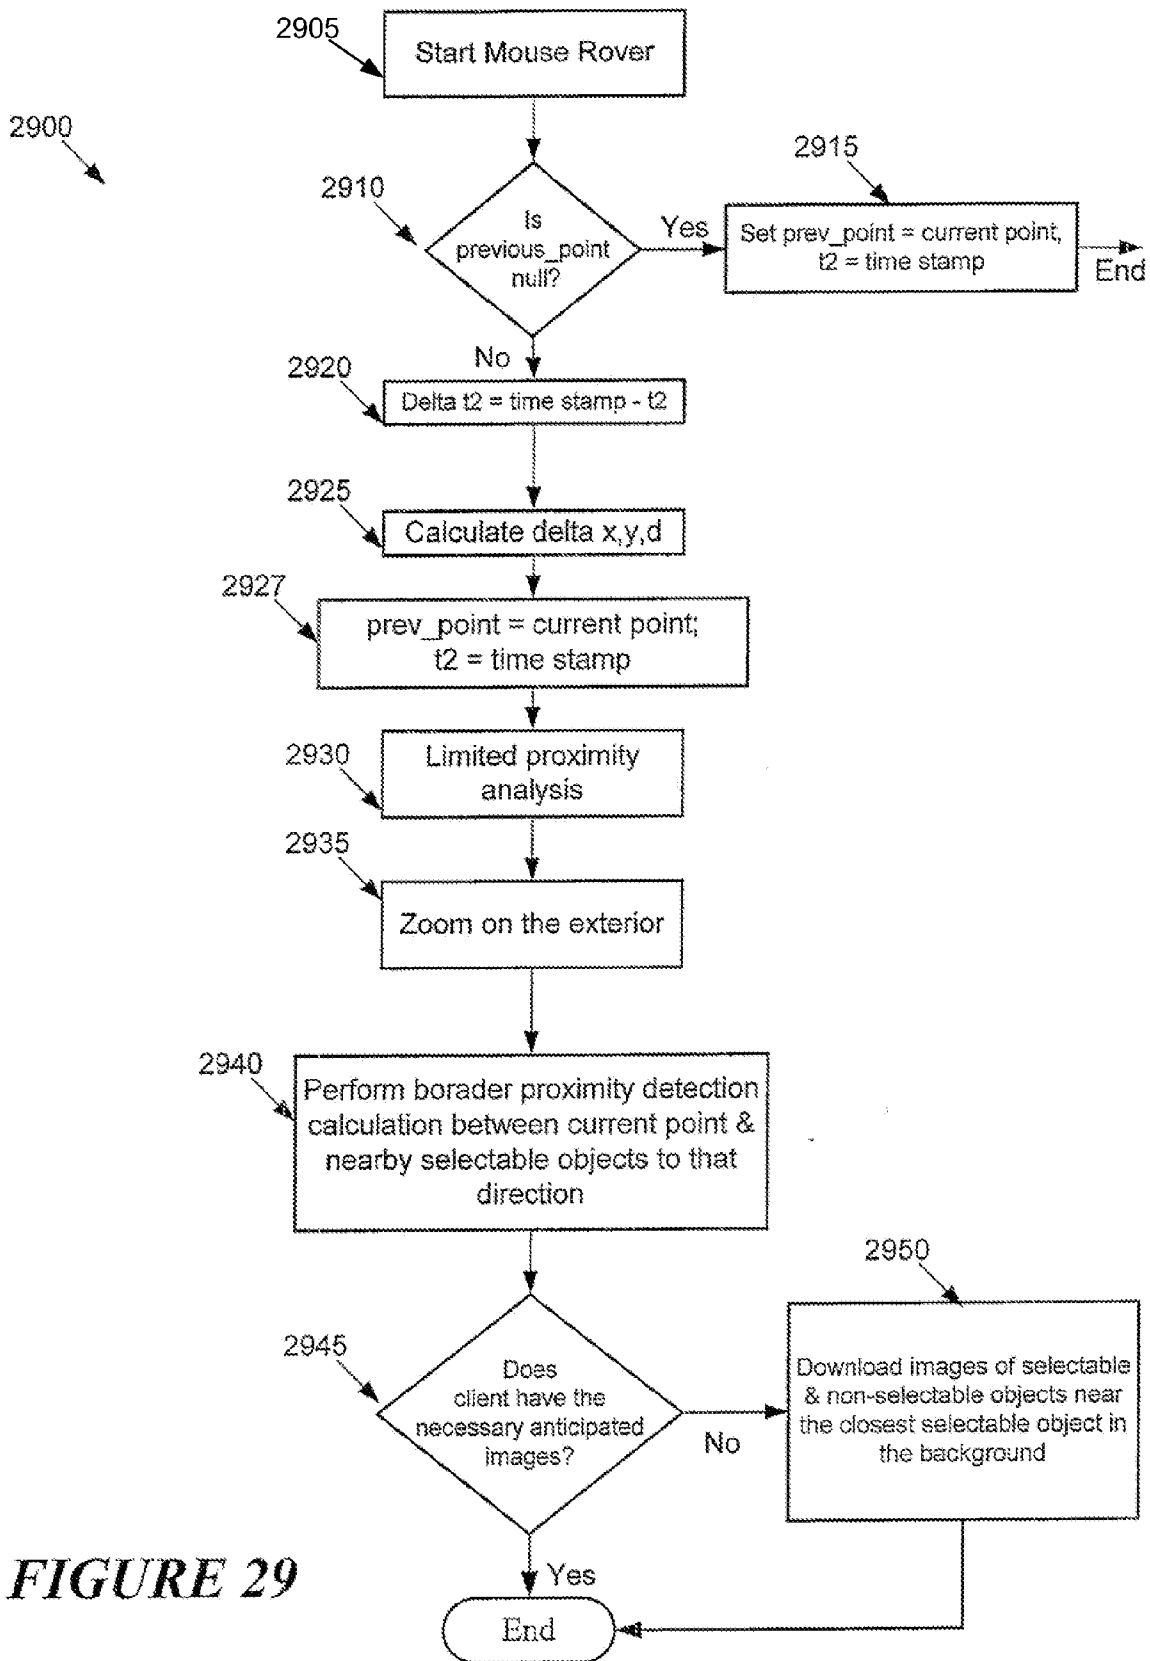 2905
Start Mouse Rover
2900
2910
Is
previous_point
null?
Yes
2915
Set prev_point = current point,
t2 = time stamp
End
No
2920
Delta t2 = time stamp - t2
2925
Calculate delta x,y,d
2927
prev_point = current point;
t2 = time stamp
2930
Limited proximity
analysis
2935
Zoom on the exterior
2940
Perform borader proximity detection
calculation between current point &
nearby selectable objects to that
direction
2945
Does
client have the
necessary anticipated
images?
No
2950
Download images of selectable
& non-selectable objects near
the closest selectable object in
the background
Yes
End
FIGURE 29